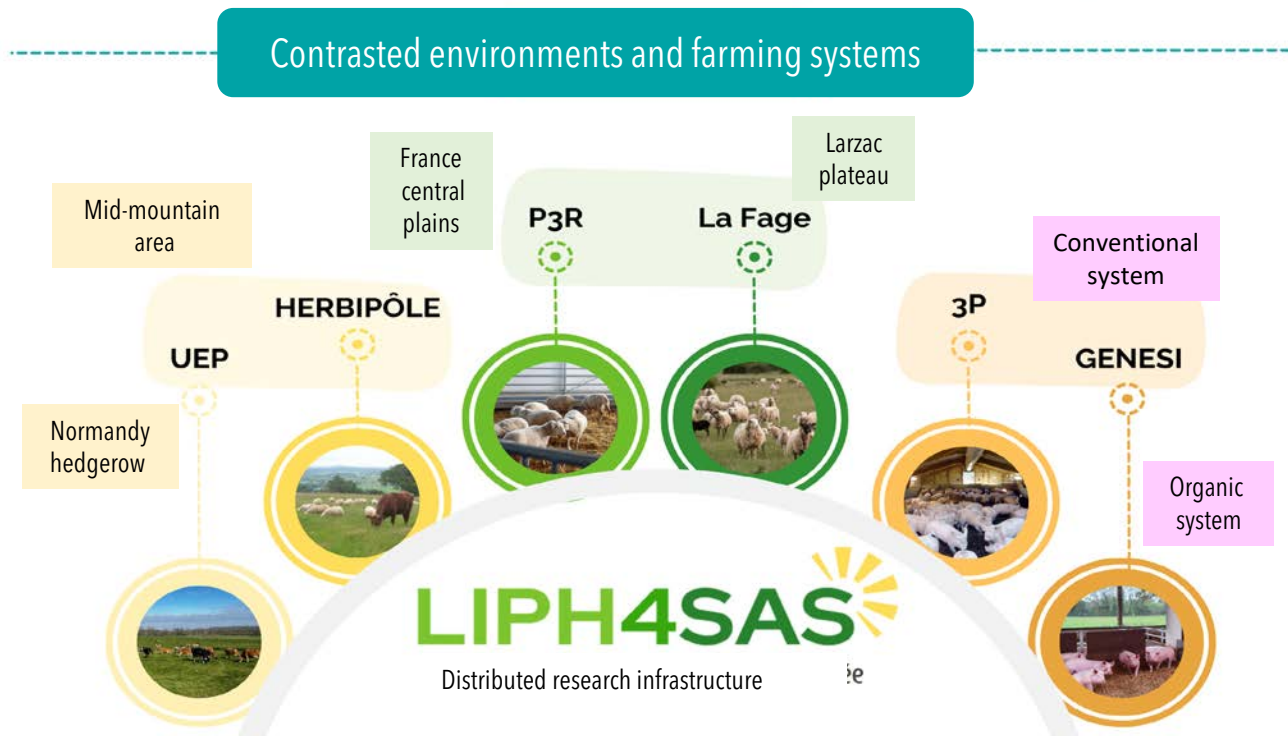 Contrasted environments and farming systems
Mid-mountain
area
France
central
plains
Larzac
plateau
Conventional
system
UEP
HERBIPÔLE
P3R
La Fage
3P
GENESI
Normandy
hedgerow
Organic
system
LIPH4SAS
Distributed research infrastructure
ée